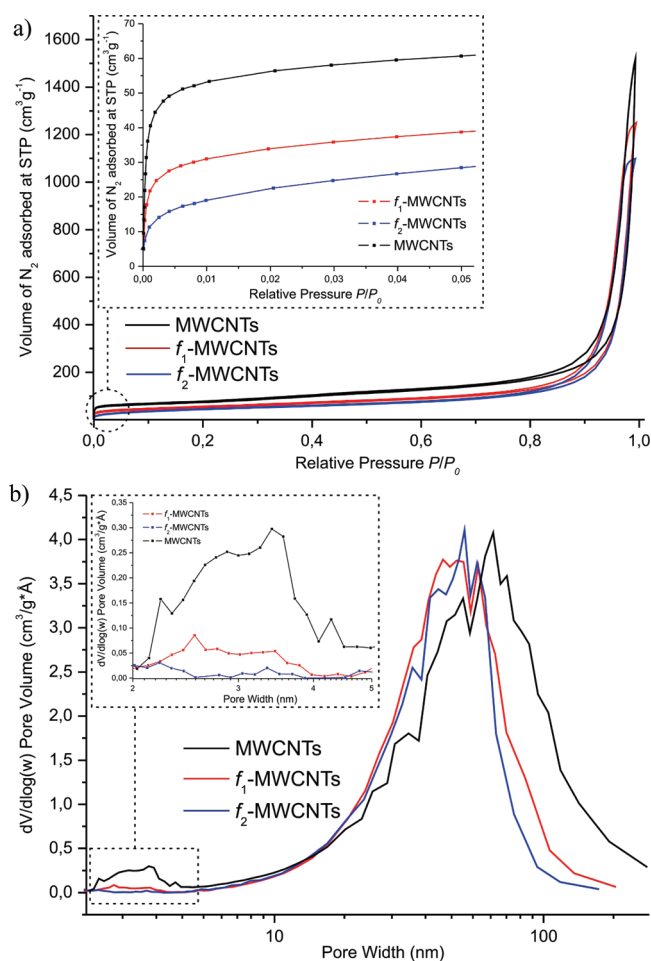 a)
1600
1400
1200
1000
800
600
400
200
Volume of N2 adsorbed at STP (cm3g-1)
70
60
50
40
30
20
10
0
Volume of N2 adsorbed at STP (cm3g-1)
f1-MWCNTs
f2-MWCNTs
MWCNTs
0,00 0,01 0,02 0,03 0,04 0,05
Relative Pressure P/P0
MWCNTs
f1-MWCNTs
f2-MWCNTs
0,0 0,2 0,4 0,6 0,8 1,0
Relative Pressure P/P0
b)
4,5
4,0
3,5
3,0
2,5
2,0
1,5
1,0
0,5
0,0
dV/dlog(w) Pore Volume (cm3/g*Å)
0,35
0,30
0,25
0,20
0,15
0,10
0,05
0,00
dV/dlog(w) Pore Volume (cm3/g*Å)
f1-MWCNTs
f2-MWCNTs
MWCNTs
2 3 4 5
Pore Width (nm)
MWCNTs
f1-MWCNTs
f2-MWCNTs
10 100
Pore Width (nm)